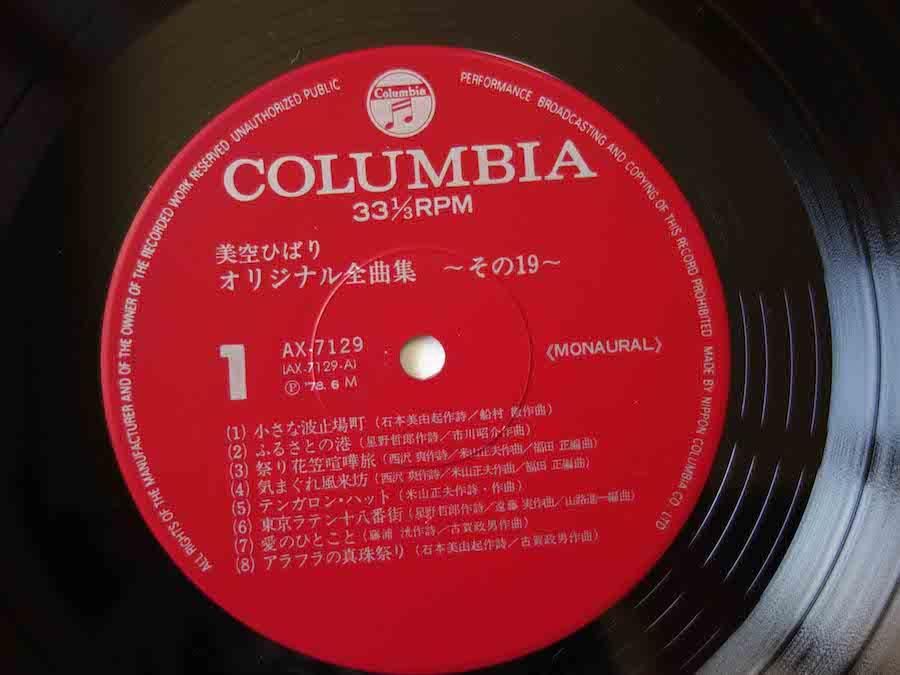 Columbia
ALL RIGHTS OF THE MANUFACTURER AND OF THE OWNER OF THE RECORDED WORK RESERVED UNAUTHORIZED PUBLIC PERFORMANCE BROADCASTING AND COPYING OF THIS RECORD PROHIBITED MADE BY NIPPON COLUMBIA CO. LTD
COLUMBIA
33 1/3 RPM
美空ひばり
オリジナル全曲集 〜その19〜
1
AX-7129
(AX-7129-A)
Ⓟ '78. 6 M
《MONAURAL》
(1) 小さな波止場町 (石本美由起作詩/船村 徹作曲)
(2) ふるさとの港 (星野哲郎作詩/市川昭介作曲)
(3) 祭り花笠喧嘩旅 (西沢 爽作詩/米山正夫作曲/福田 正編曲)
(4) 気まぐれ風来坊 (西沢 爽作詩/米山正夫作曲/福田 正編曲)
(5) テンガロン・ハット (米山正夫作詩・作曲)
(6) 東京ラテン十八番街 (星野哲郎作詩/遠藤 実作曲/山路進一編曲)
(7) 愛のひとこと (藤浦 洸作詩/古賀政男作曲)
(8) アラフラの真珠祭り (石本美由起作詩/古賀政男作曲)